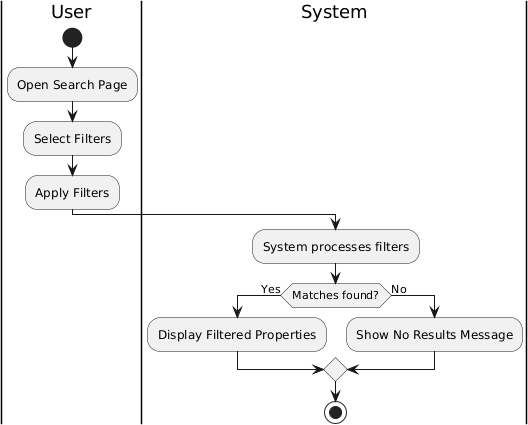 User
System
Open Search Page
Select Filters
Apply Filters
System processes filters
Yes
Matches found?
No
Display Filtered Properties
Show No Results Message